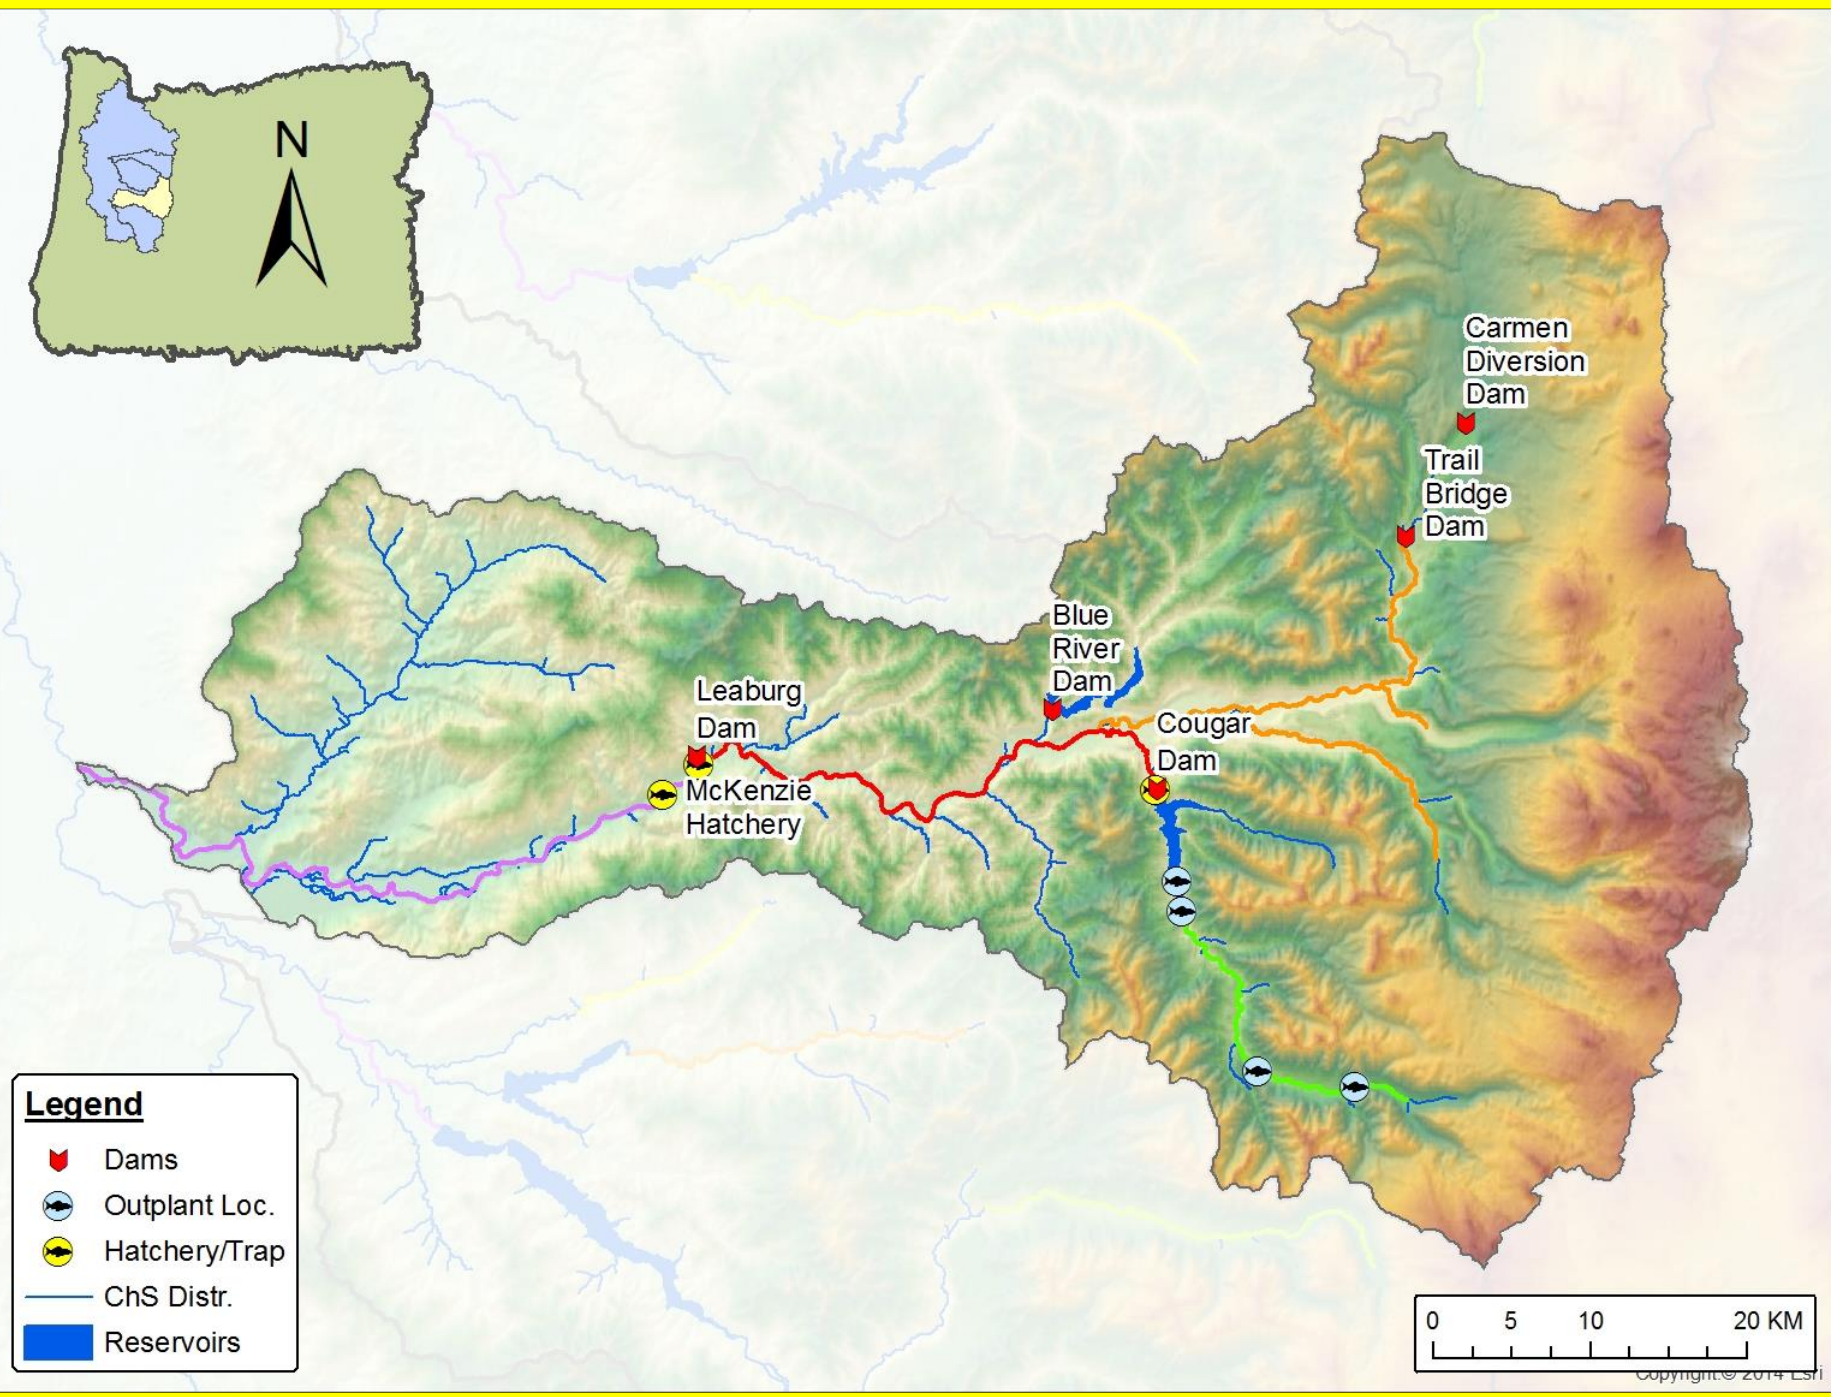 N
Carmen
Diversion
Dam
Trail
Bridge
Dam
Blue
River
Dam
Leaburg
Dam
Cougar
Dam
McKenzie
Hatchery
Legend
Dams
Outplant Loc.
Hatchery/Trap
ChS Distr.
Reservoirs
0 5 10 20 KM
Copyright:© 2014 Esri